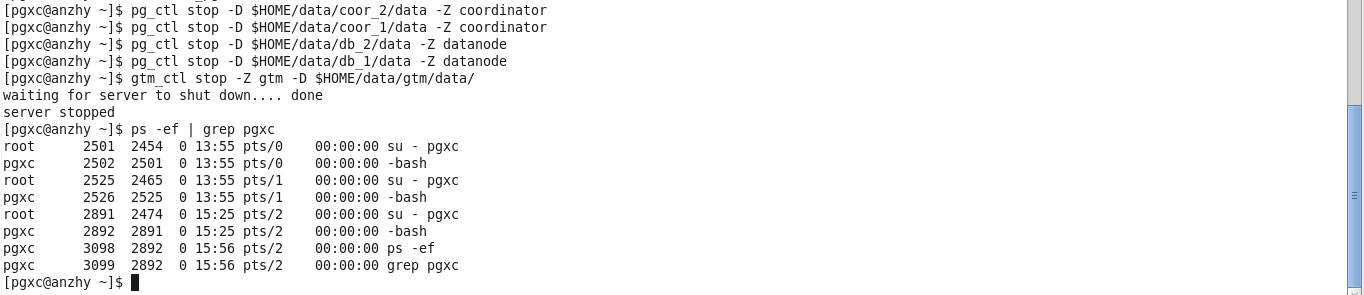 [pgxc@anzhy ~]$ pg_ctl stop -D $HOME/data/coor_2/data -Z coordinator
[pgxc@anzhy ~]$ pg_ctl stop -D $HOME/data/coor_1/data -Z coordinator
[pgxc@anzhy ~]$ pg_ctl stop -D $HOME/data/db_2/data -Z datanode
[pgxc@anzhy ~]$ pg_ctl stop -D $HOME/data/db_1/data -Z datanode
[pgxc@anzhy ~]$ gtm_ctl stop -Z gtm -D $HOME/data/gtm/data/
waiting for server to shut down.... done
server stopped
[pgxc@anzhy ~]$ ps -ef | grep pgxc
root      2501  2454  0 13:55 pts/0    00:00:00 su - pgxc
pgxc      2502  2501  0 13:55 pts/0    00:00:00 -bash
root      2525  2465  0 13:55 pts/1    00:00:00 su - pgxc
pgxc      2526  2525  0 13:55 pts/1    00:00:00 -bash
root      2891  2474  0 15:25 pts/2    00:00:00 su - pgxc
pgxc      2892  2891  0 15:25 pts/2    00:00:00 -bash
pgxc      3098  2892  0 15:56 pts/2    00:00:00 ps -ef
pgxc      3099  2892  0 15:56 pts/2    00:00:00 grep pgxc
[pgxc@anzhy ~]$